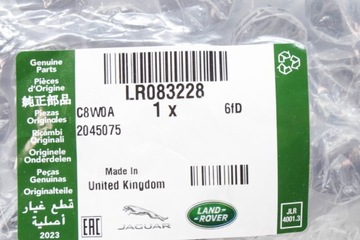 Genuine
Parts
Pièces
d'Origine
純正部品
Piezas
Originales
Ricambi
Originali
Originele
Onderdelen
Peças
Genuínas
Originalteile
قطع غيار
أصلية
2023
LR083228
1 x
6fD
C8W0A
2045075
Made In
United Kingdom
EAC
JAGUAR
LAND-
ROVER
JLR
4001.3